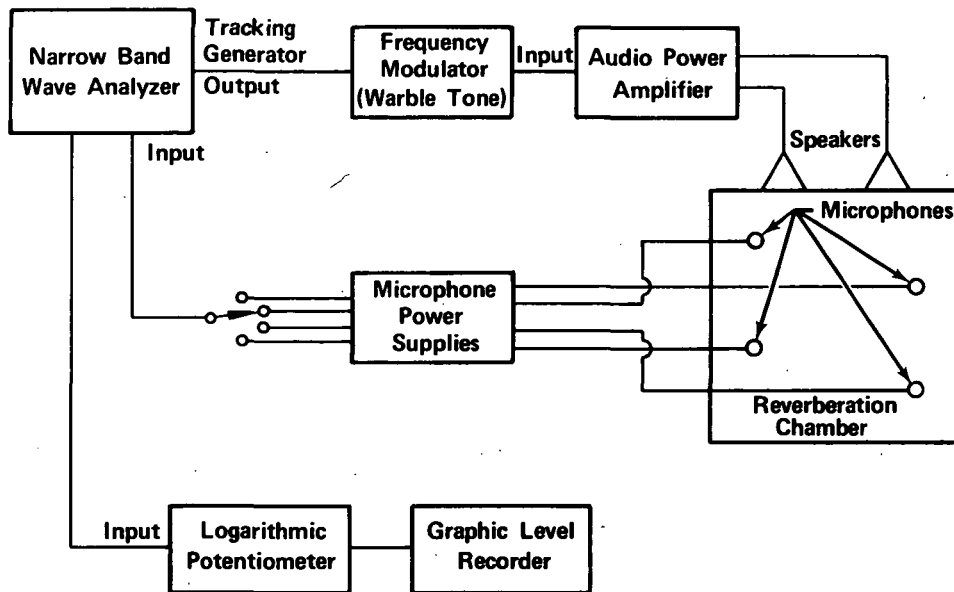 Narrow Band
Wave Analyzer
Tracking
Generator
Output
Frequency
Modulator
(Warble Tone)
Input
Audio Power
Amplifier
Input
Speakers
Microphones
Microphone
Power
Supplies
Reverberation
Chamber
Input
Logarithmic
Potentiometer
Graphic Level
Recorder